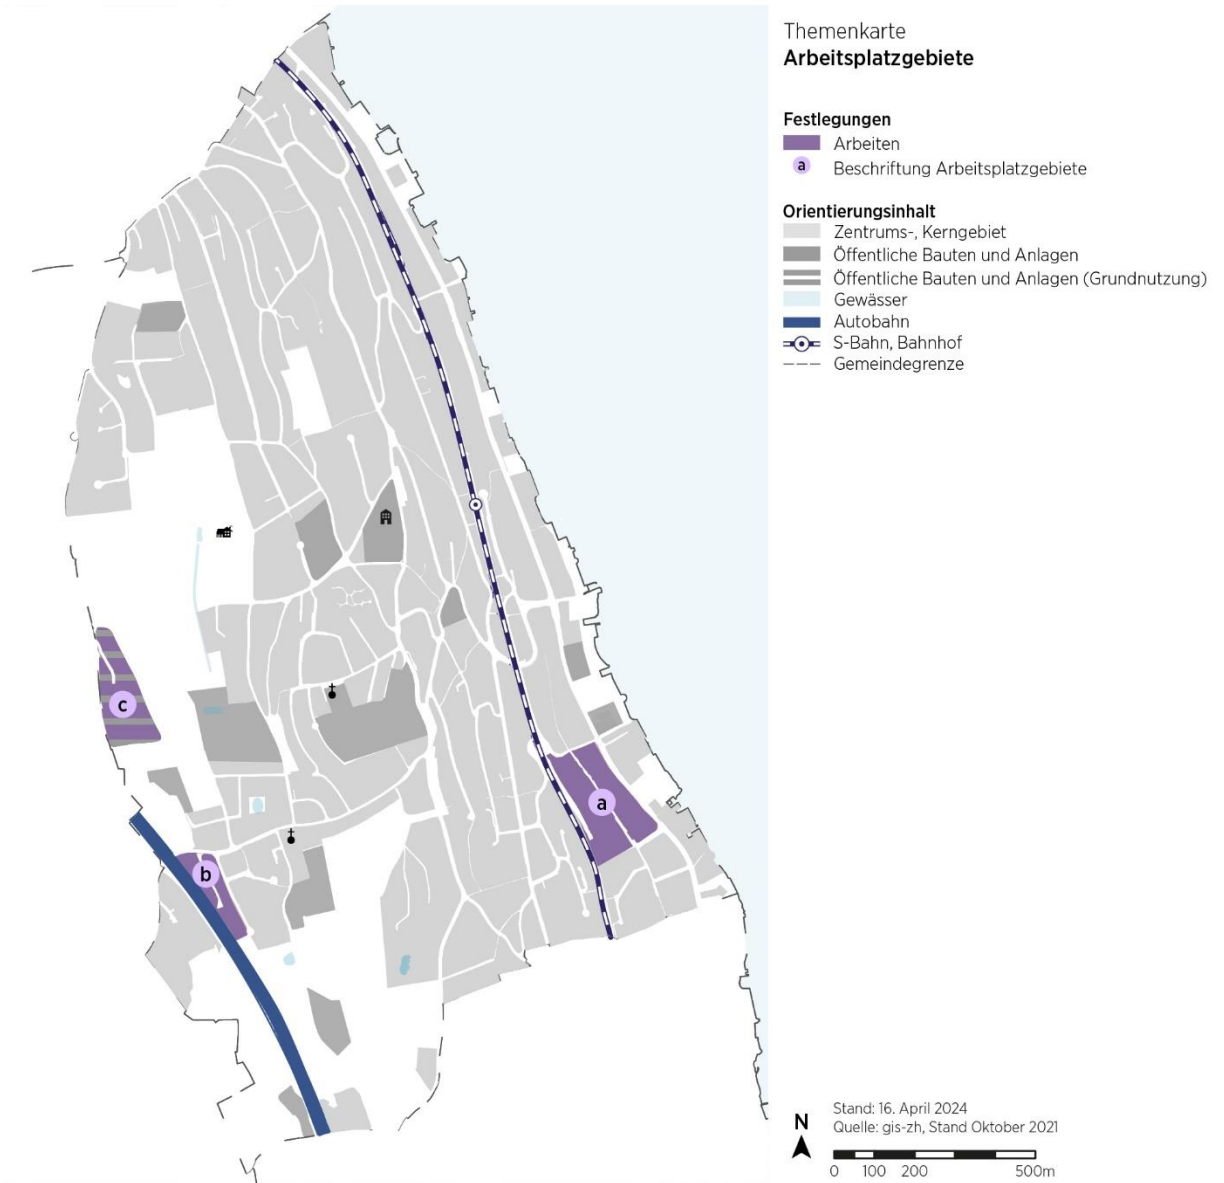 Themenkarte
Arbeitsplatzgebiete
Festlegungen
Arbeiten
a Beschriftung Arbeitsplatzgebiete
Orientierungsinhalt
Zentrums-, Kerngebiet
Öffentliche Bauten und Anlagen
Öffentliche Bauten und Anlagen (Grundnutzung)
Gewässer
Autobahn
S-Bahn, Bahnhof
Gemeindegrenze
c
a
b
Stand: 16. April 2024
Quelle: gis-zh, Stand Oktober 2021
N
0 100 200 500m